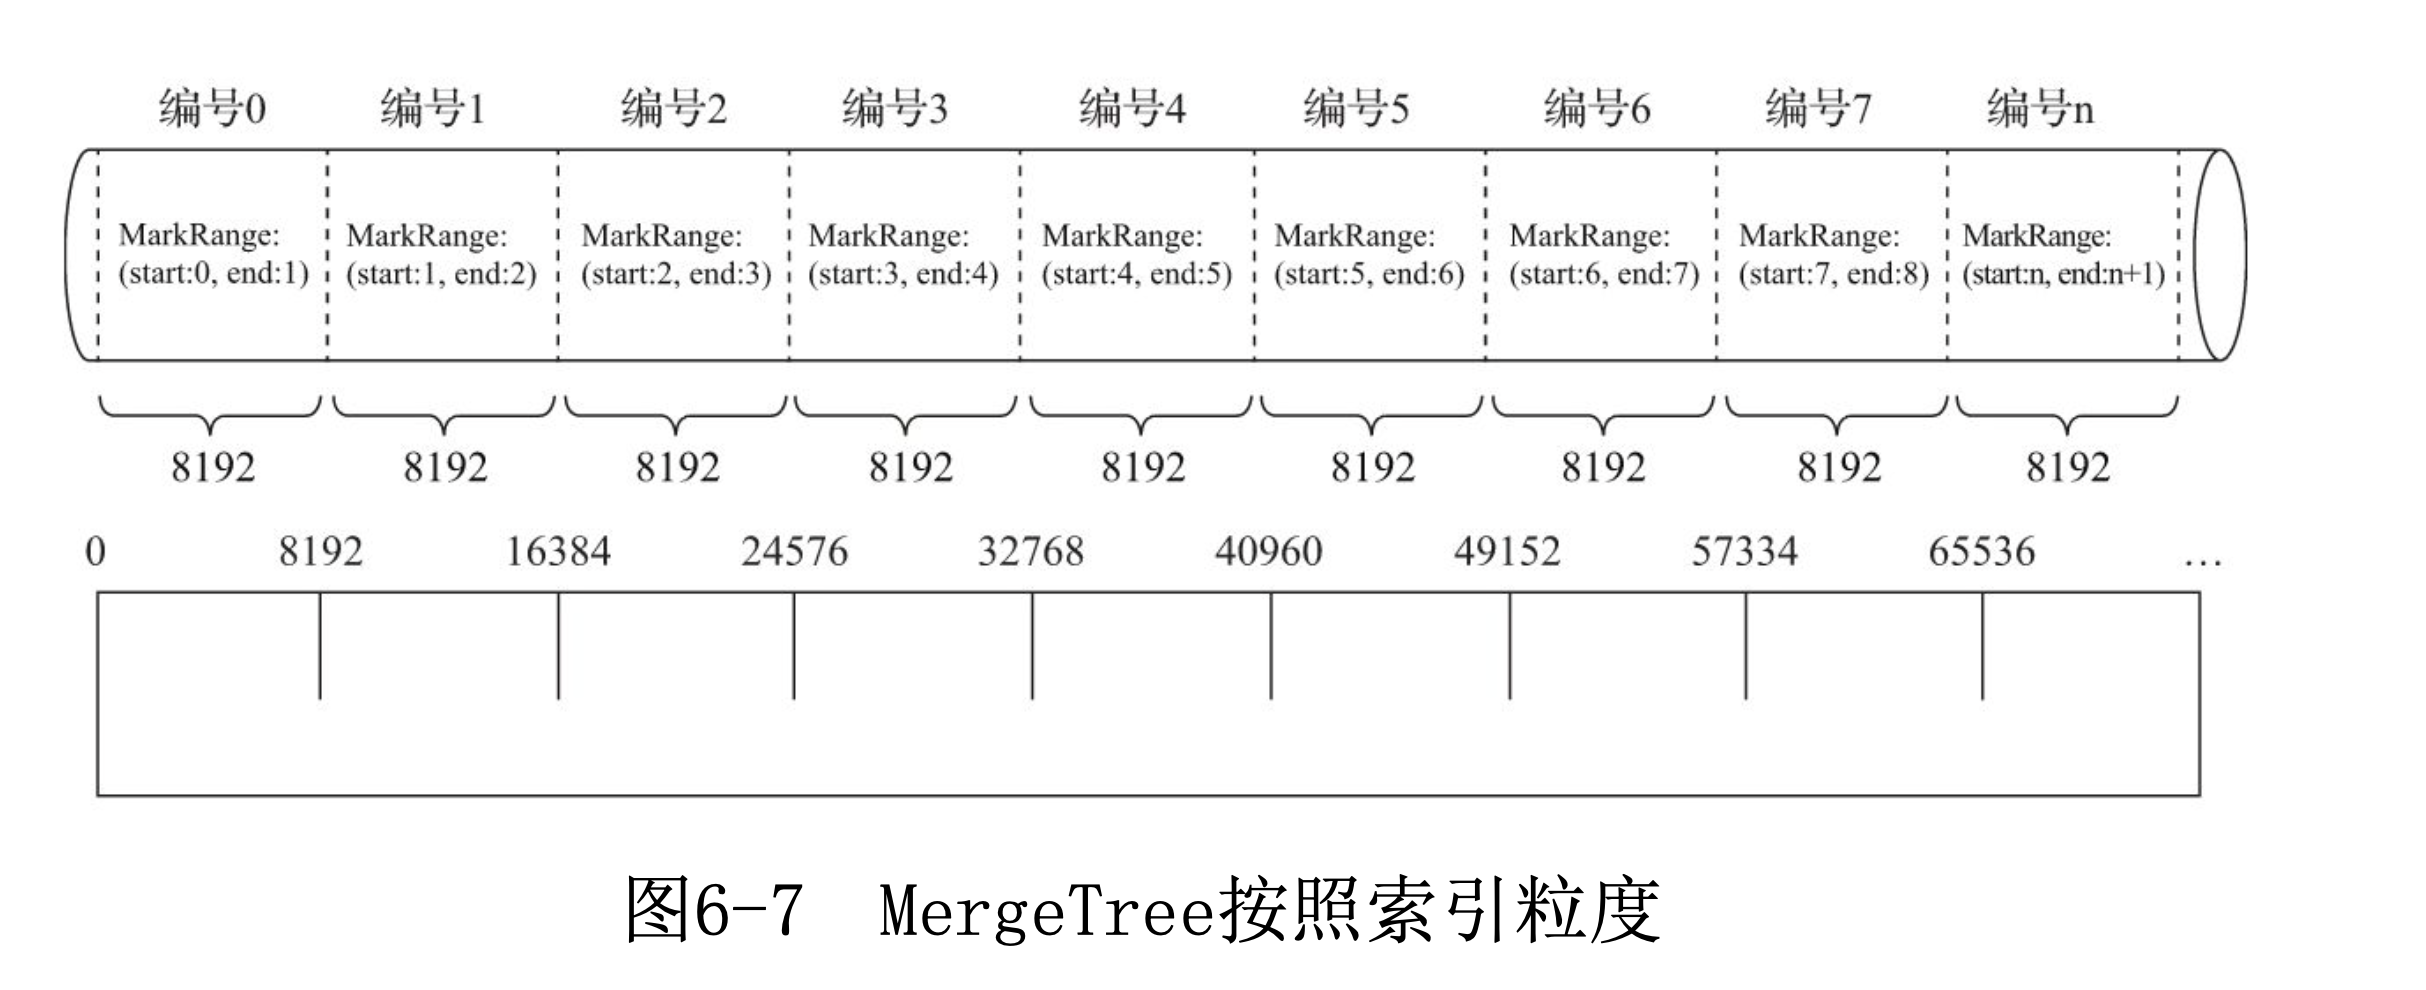 编号0 编号1 编号2 编号3 编号4 编号5 编号6 编号7 编号n
MarkRange: MarkRange: MarkRange: MarkRange: MarkRange: MarkRange: MarkRange: MarkRange: MarkRange:
(start:0, end:1) (start:1, end:2) (start:2, end:3) (start:3, end:4) (start:4, end:5) (start:5, end:6) (start:6, end:7) (start:7, end:8) (start:n, end:n+1)
8192 8192 8192 8192 8192 8192 8192 8192 8192
0 8192 16384 24576 32768 40960 49152 57334 65536 …
图6-7 MergeTree按照索引粒度